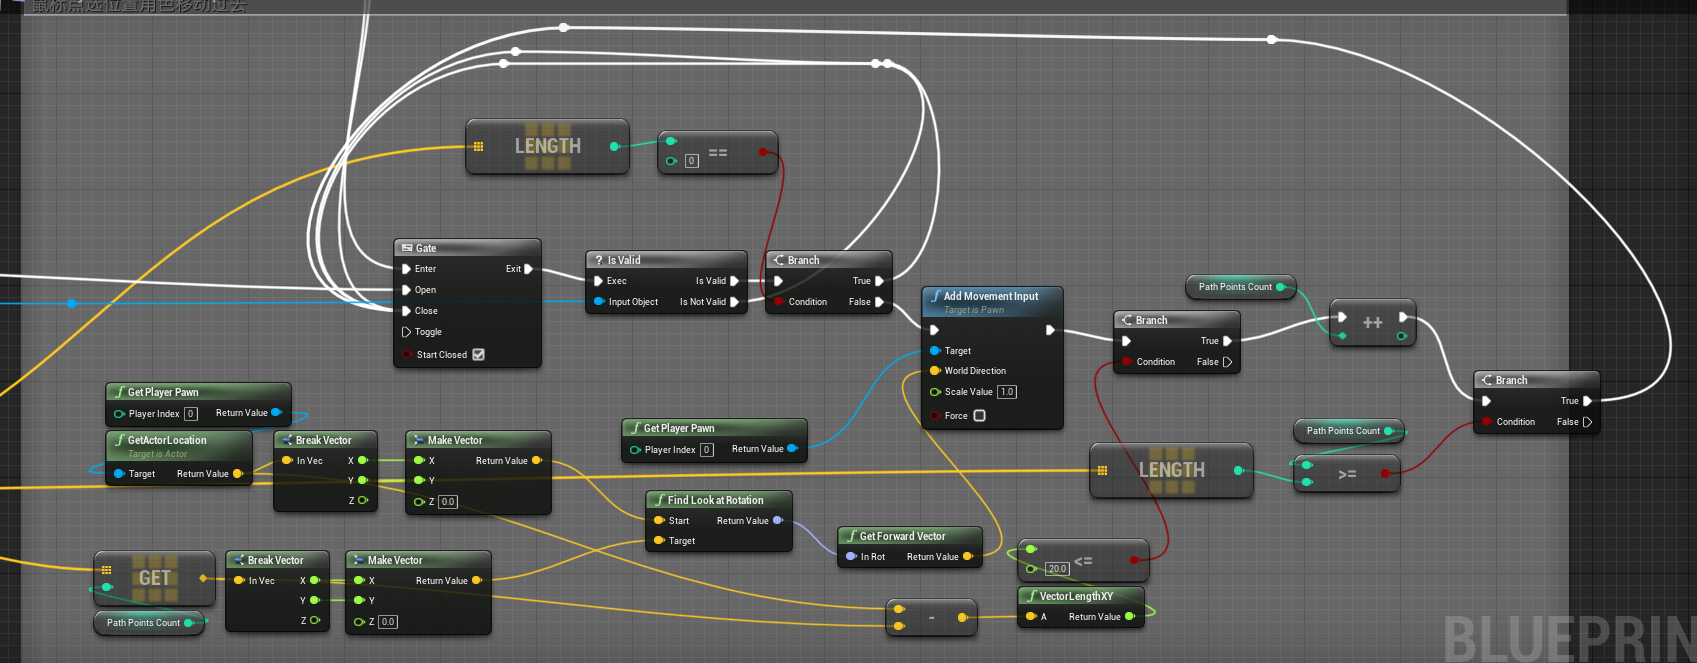 鼠标点选位置角色移动过去
LENGTH
==
0
Gate
Enter
Exit
Open
Close
Toggle
Start Closed
? Is Valid
Exec
Is Valid
Input Object
Is Not Valid
Branch
True
Condition
False
f Add Movement Input
Target is Pawn
Target
World Direction
Scale Value 1.0
Force
Branch
True
Condition
False
Path Points Count
++
Branch
True
Condition
False
Path Points Count
LENGTH
>=
f Get Player Pawn
Player Index 0
Return Value
f GetActorLocation
Target is Actor
Target
Return Value
Break Vector
In Vec
X
Y
Z
Make Vector
X
Return Value
Y
Z 0.0
f Get Player Pawn
Player Index 0
Return Value
f Find Look at Rotation
Start
Return Value
Target
f Get Forward Vector
In Rot
Return Value
<=
20.0
f VectorLengthXY
A
Return Value
-
GET
Path Points Count
Break Vector
In Vec
X
Y
Z
Make Vector
X
Return Value
Y
Z 0.0
BLUEPRIN